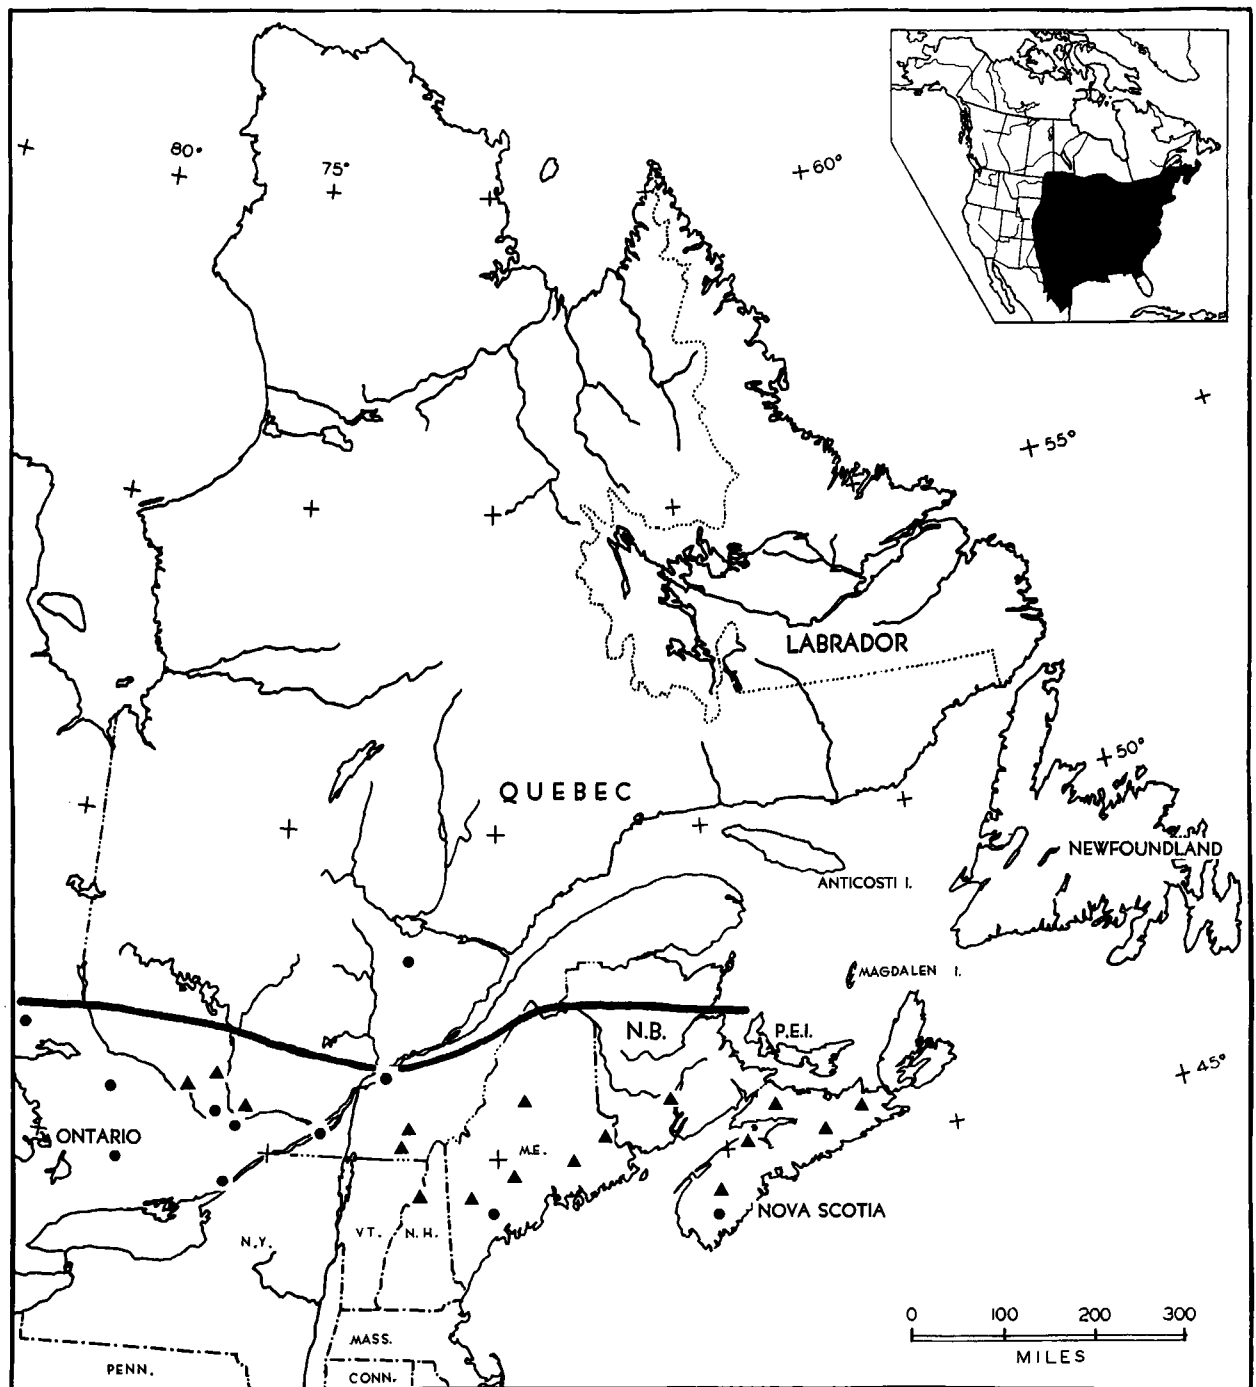 80°
75°
60°
55°
LABRADOR
50°
QUEBEC
NEWFOUNDLAND
ANTICOSTI I.
MAGDALEN I.
N.B.
P.E.I.
45°
ONTARIO
M.E.
NOVA SCOTIA
VT.
N.H.
N.Y.
0 100 200 300
MILES
MASS.
PENN.
CONN.